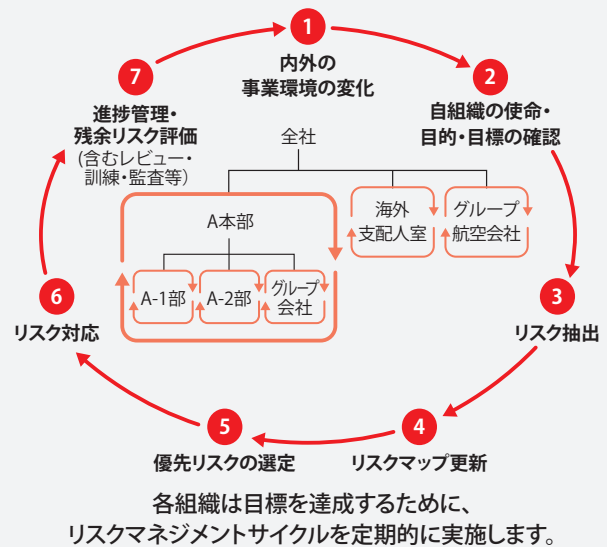 1
内外の
事業環境の変化
2
自組織の使命・
目的・目標の確認
3
リスク抽出
4
リスクマップ更新
5
優先リスクの選定
6
リスク対応
7
進捗管理・
残余リスク評価
(含むレビュー・
訓練・監査等)
全社
A本部
A-1部
A-2部
グループ
会社
海外
支配人室
グループ
航空会社
各組織は目標を達成するために、
リスクマネジメントサイクルを定期的に実施します。